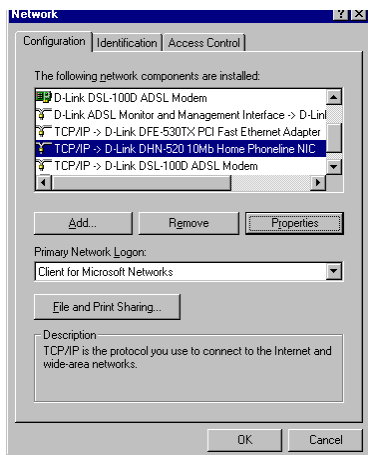 Network
Configuration Identification Access Control
The following network components are installed:
D-Link DSL-100D ADSL Modem
D-Link ADSL Monitor and Management Interface -> D-Linl
TCP/IP -> D-Link DFE-530TX PCI Fast Ethernet Adapter
TCP/IP -> D-Link DHN-520 10Mb Home Phoneline NIC
TCP/IP -> D-Link DSL-100D ADSL Modem
Add... Remove Properties
Primary Network Logon:
Client for Microsoft Networks
File and Print Sharing...
Description
TCP/IP is the protocol you use to connect to the Internet and
wide-area networks.
OK Cancel